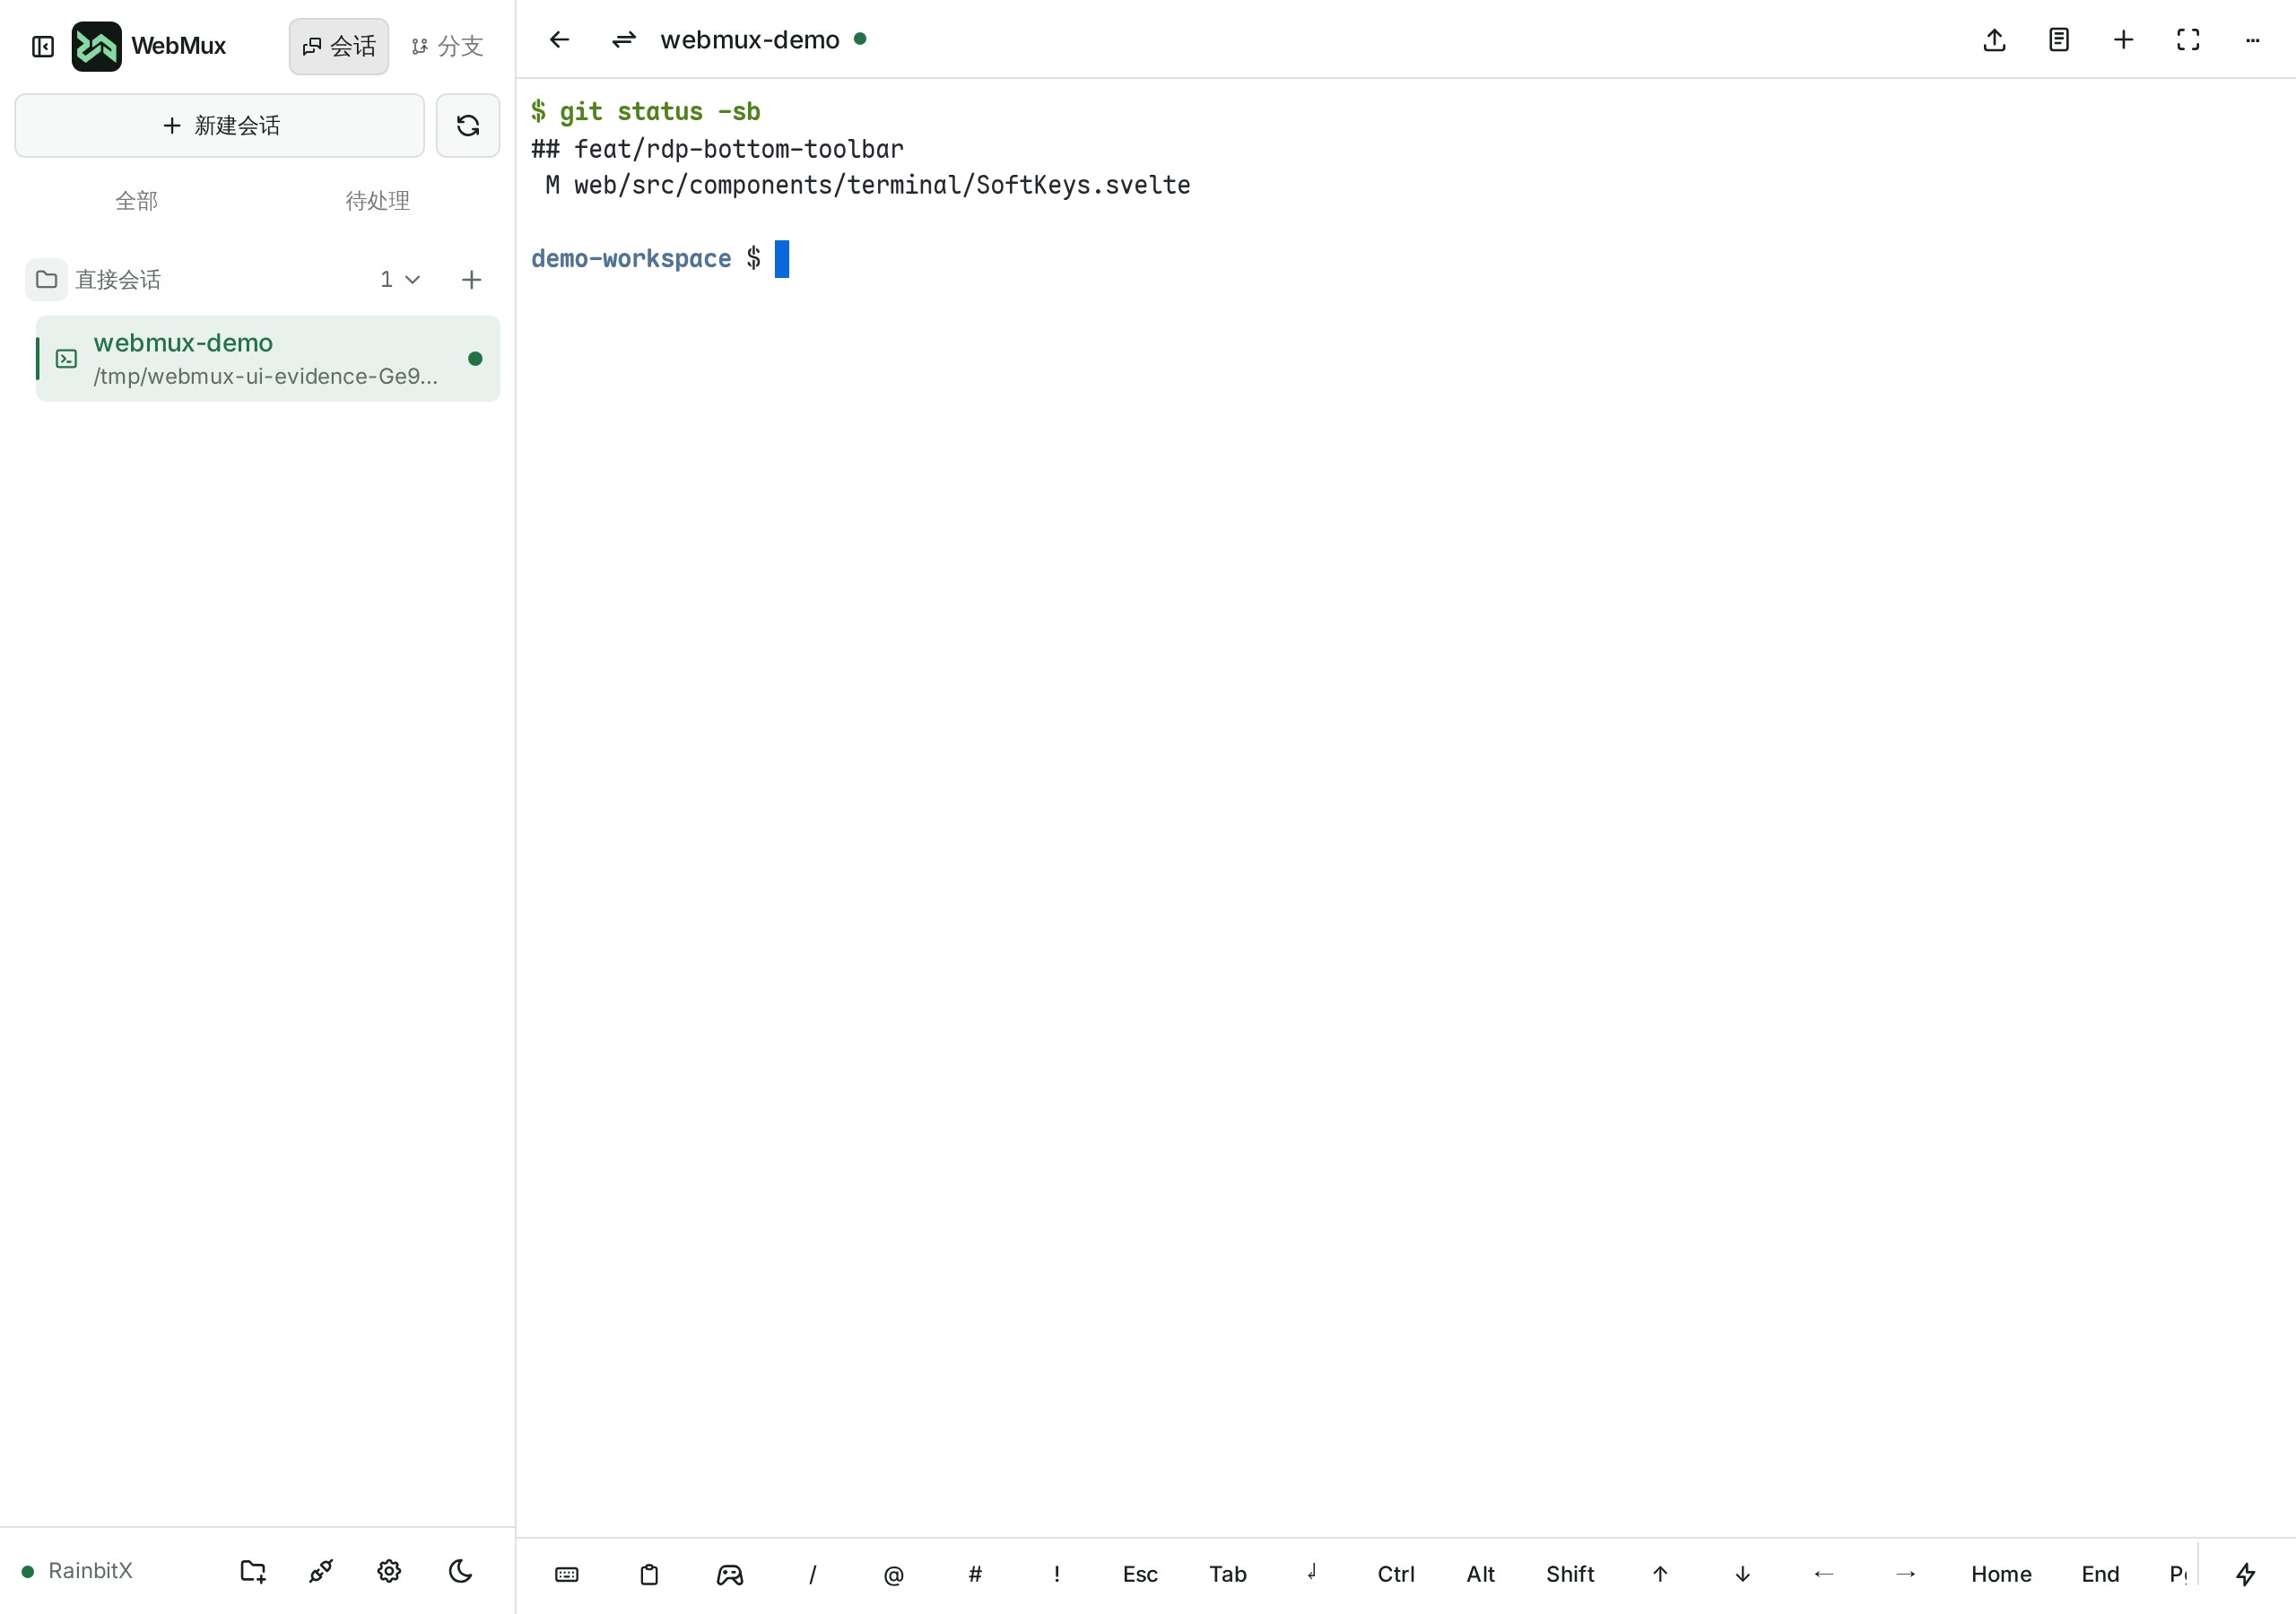 WebMux 会话 分支
新建会话
全部 待处理
直接会话 1
webmux-demo
/tmp/webmux-ui-evidence-Ge9...
RainbitX
webmux-demo
$ git status -sb
## feat/rdp-bottom-toolbar
M web/src/components/terminal/SoftKeys.svelte
demo-workspace $
/ @ # ! Esc Tab ↲ Ctrl Alt Shift ↑ ↓ ← → Home End